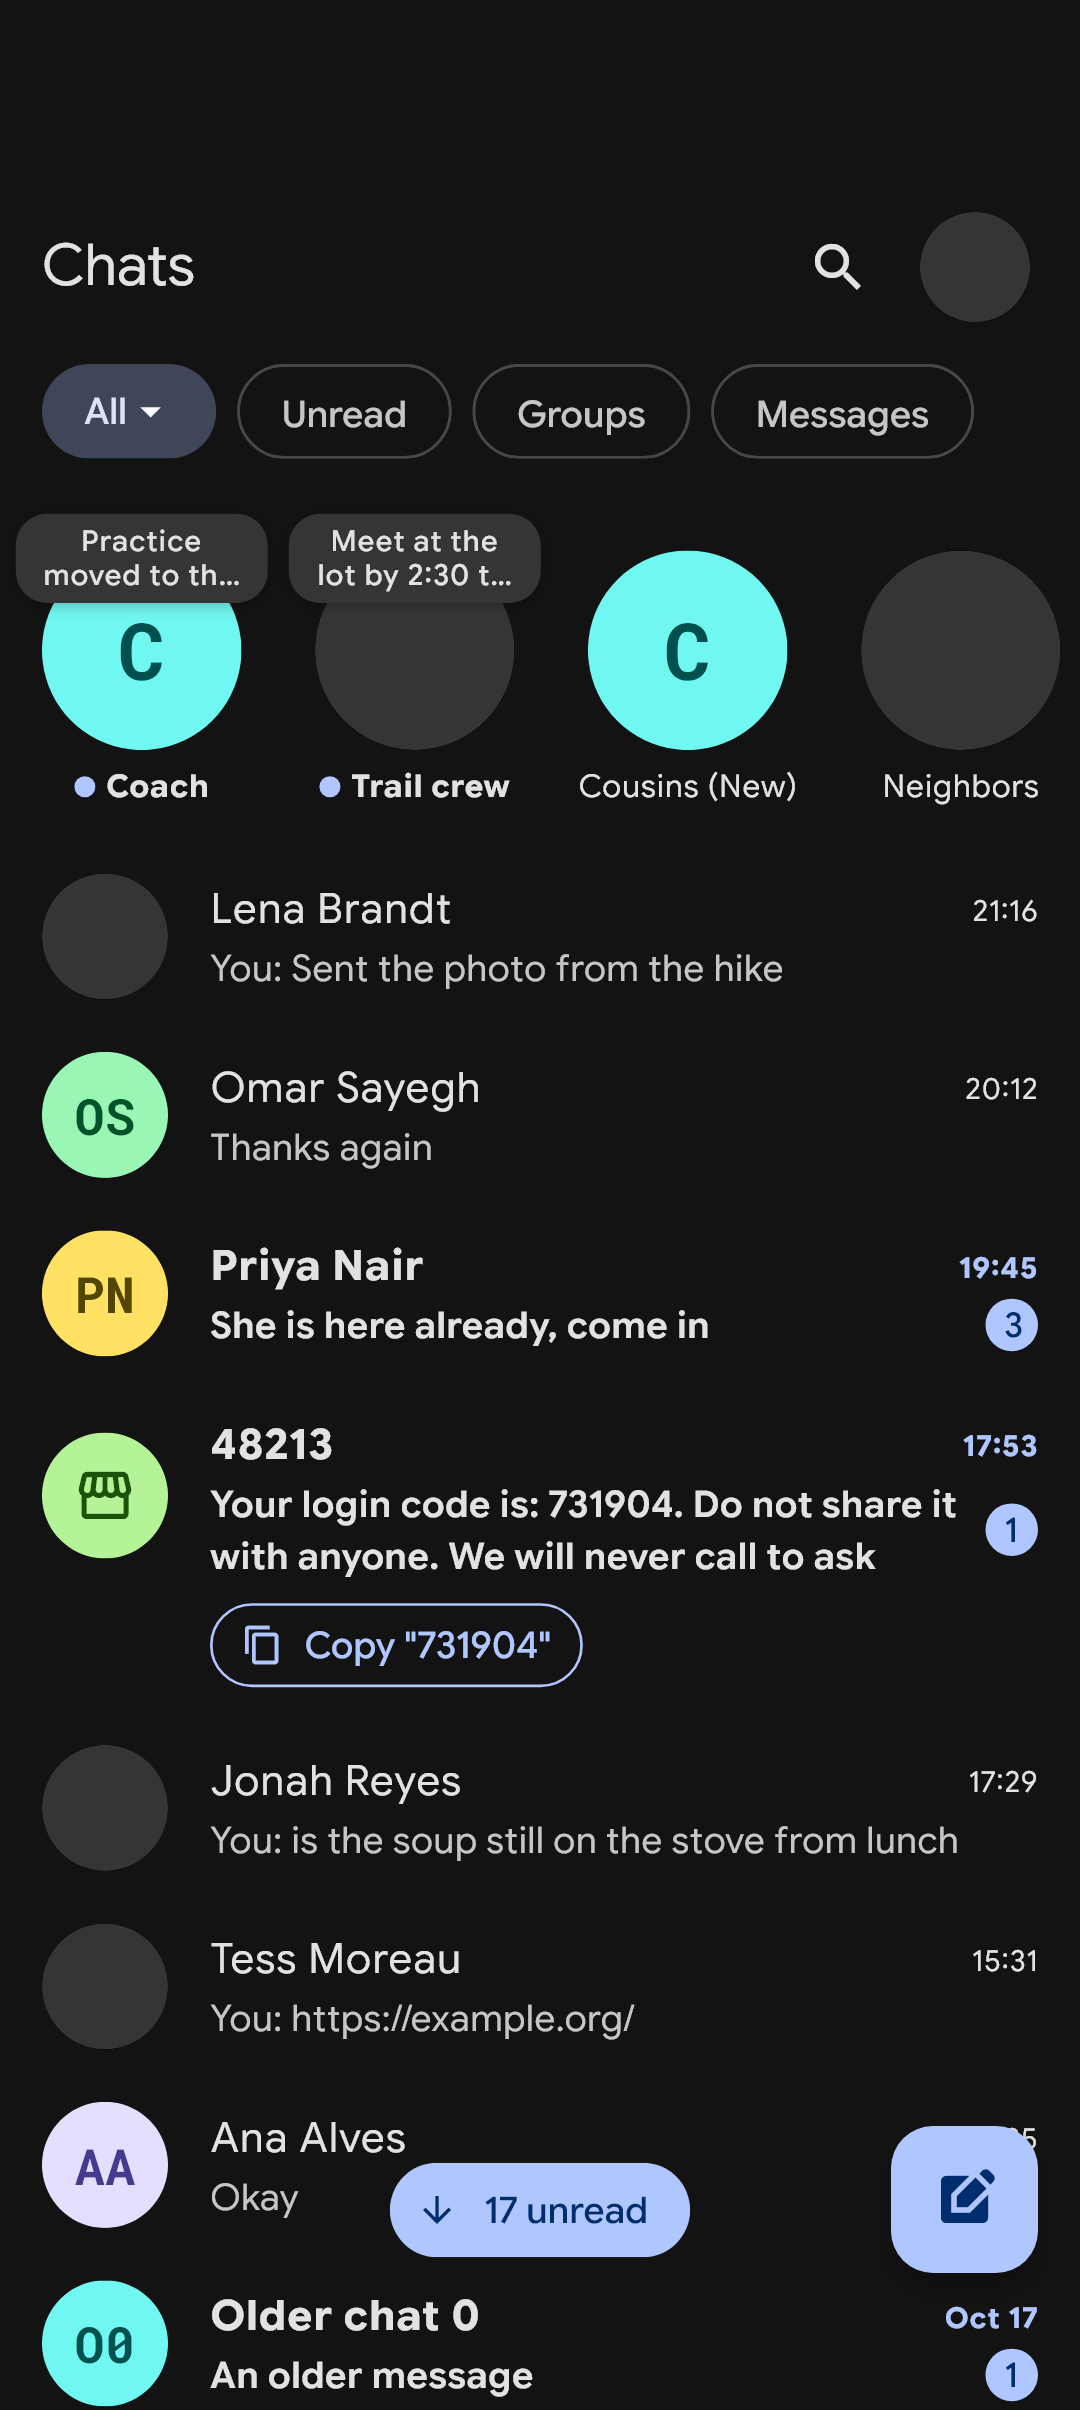 Chats
All
Unread
Groups
Messages
Practice
moved to th...
Meet at the
lot by 2:30 t...
C
C
Coach
Trail crew
Cousins (New)
Neighbors
Lena Brandt
21:16
You: Sent the photo from the hike
OS
Omar Sayegh
20:12
Thanks again
PN
Priya Nair
19:45
She is here already, come in
3
48213
17:53
Your login code is: 731904. Do not share it
with anyone. We will never call to ask
1
Copy "731904"
Jonah Reyes
17:29
You: is the soup still on the stove from lunch
Tess Moreau
15:31
You: https://example.org/
AA
Ana Alves
Okay
17 unread
O0
Older chat 0
Oct 17
An older message
1